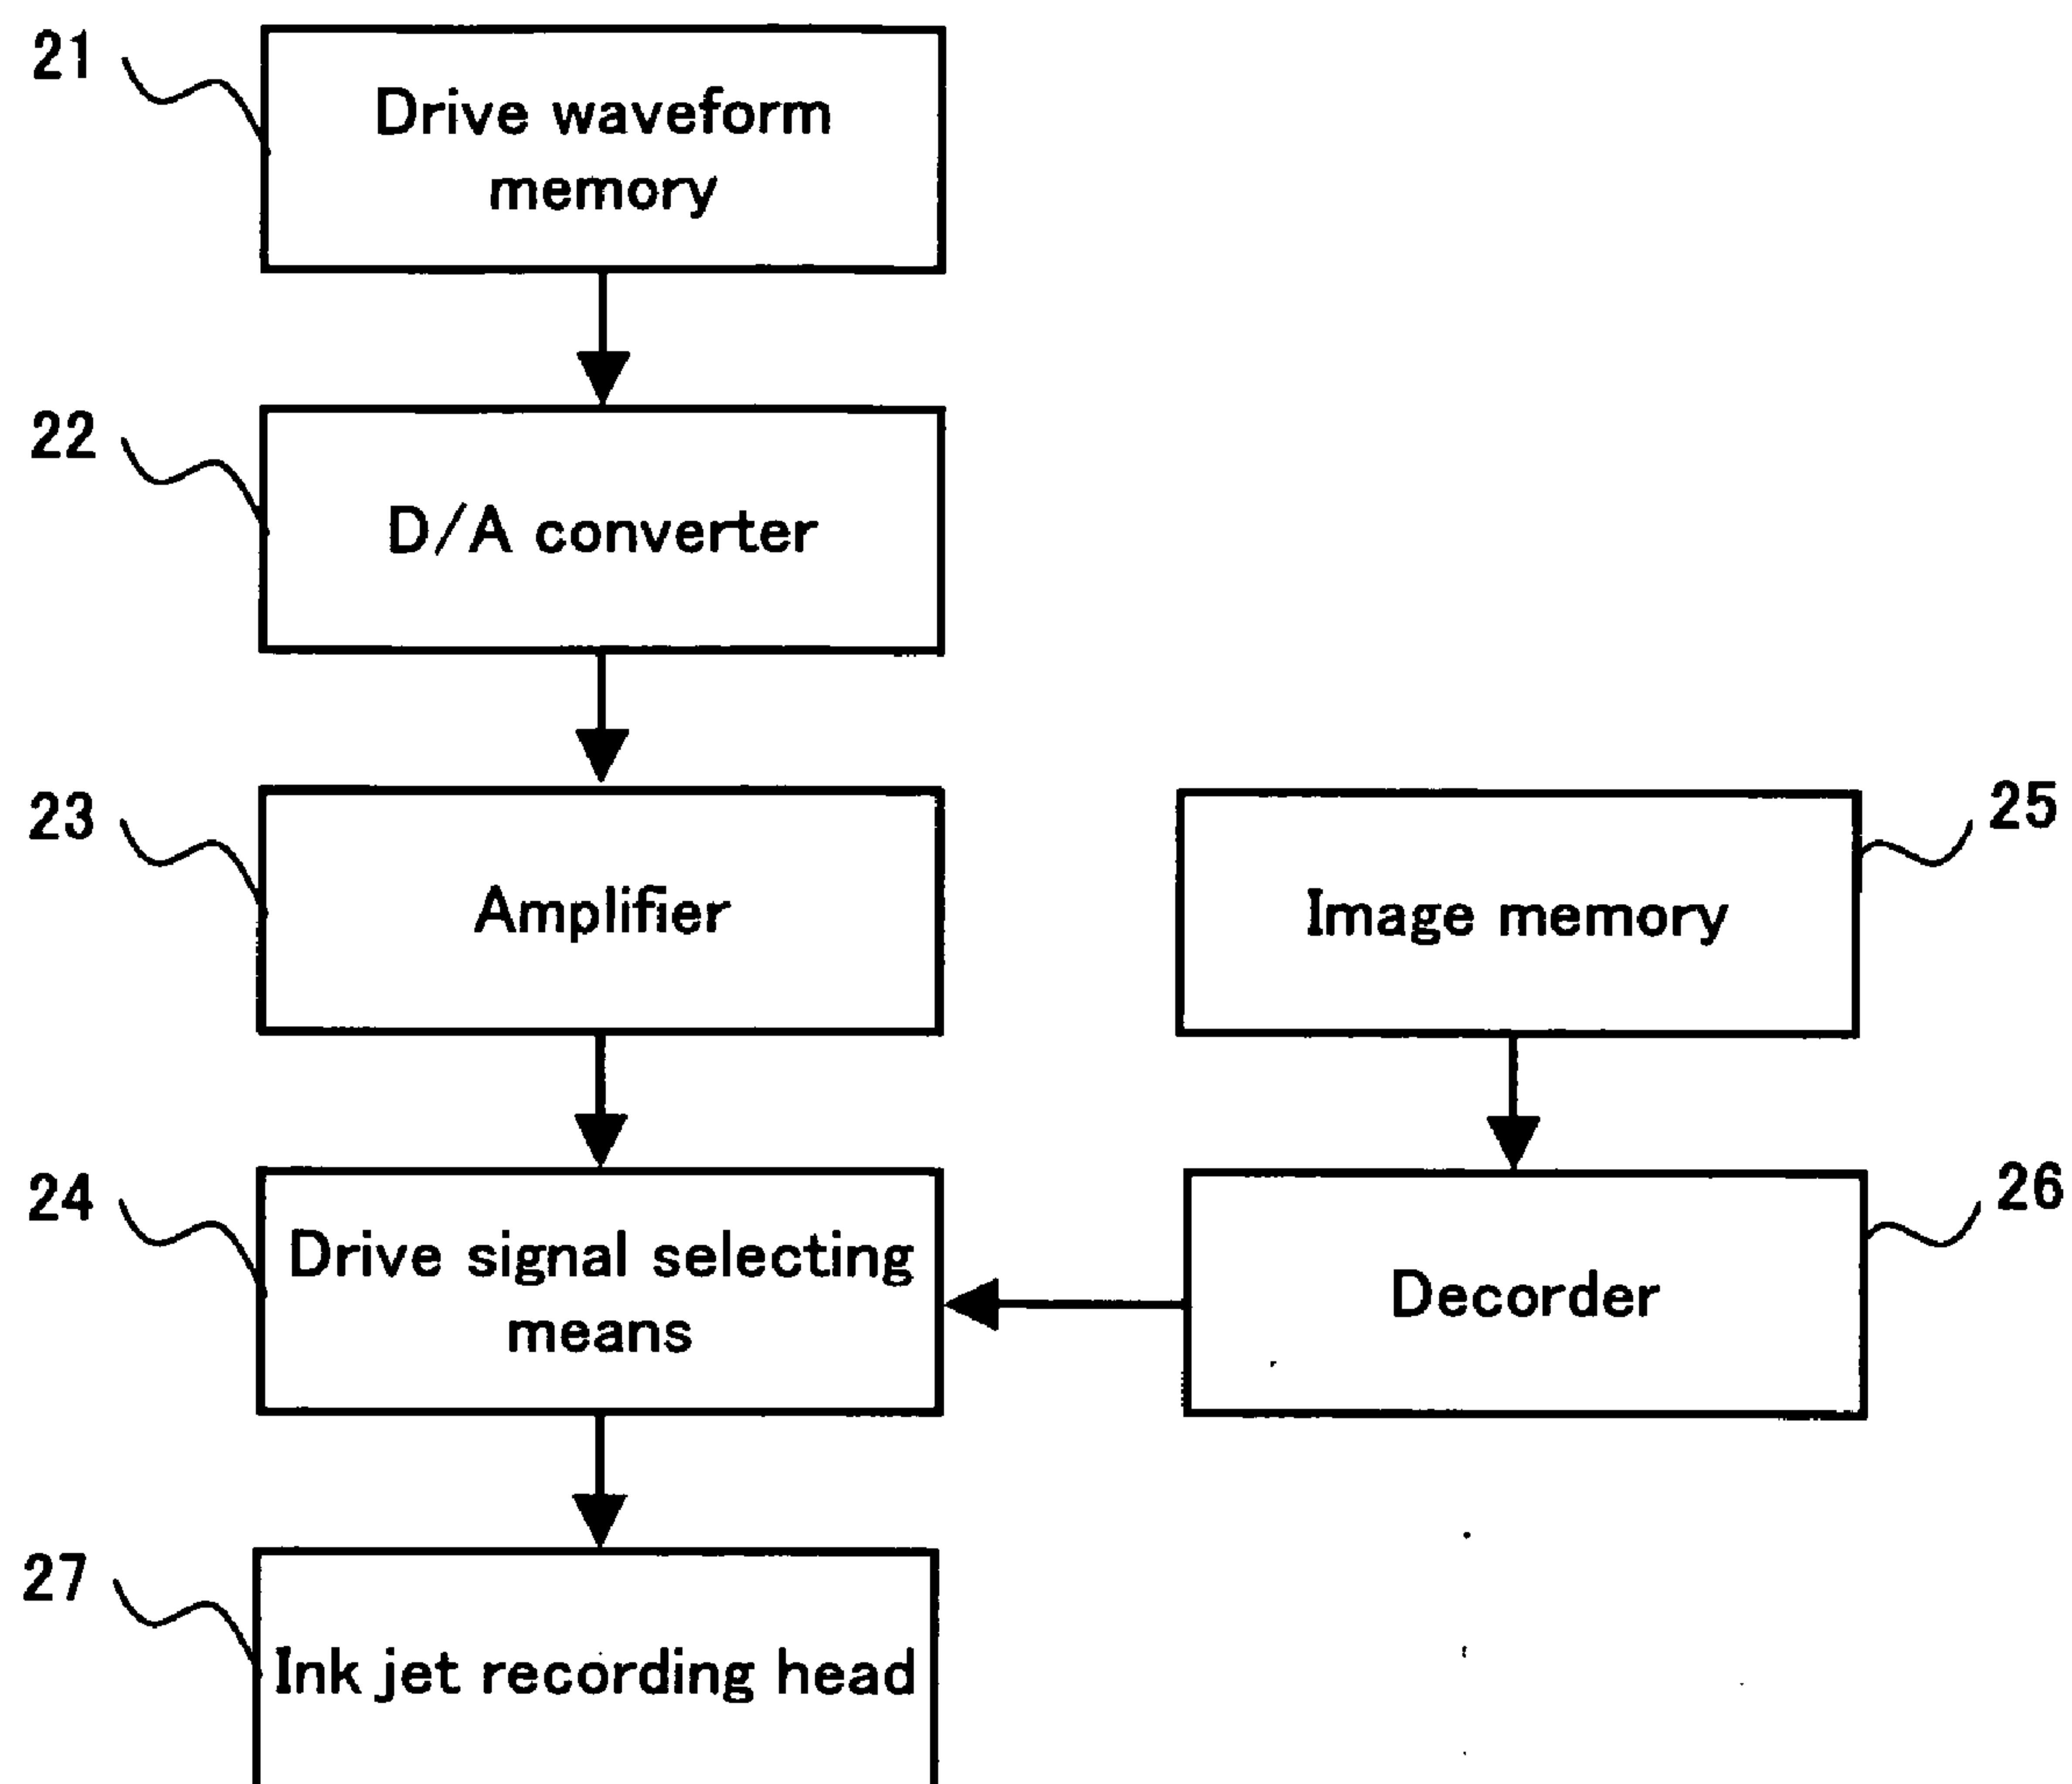 21
Drive waveform
memory
22
D/A converter
23
Amplifier
25
Image memory
24
Drive signal selecting
means
26
Decorder
27
Ink jet recording head